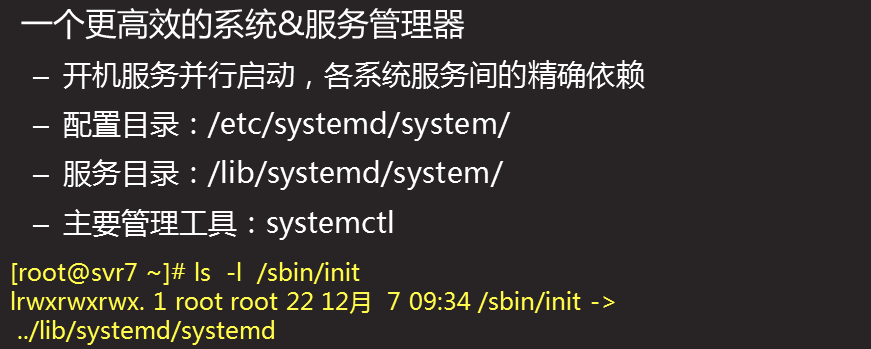 一个更高效的系统&服务管理器
– 开机服务并行启动，各系统服务间的精确依赖
– 配置目录：/etc/systemd/system/
– 服务目录：/lib/systemd/system/
– 主要管理工具：systemctl
[root@svr7 ~]# ls  -l  /sbin/init
lrwxrwxrwx. 1 root root 22 12月  7 09:34 /sbin/init ->
../lib/systemd/systemd